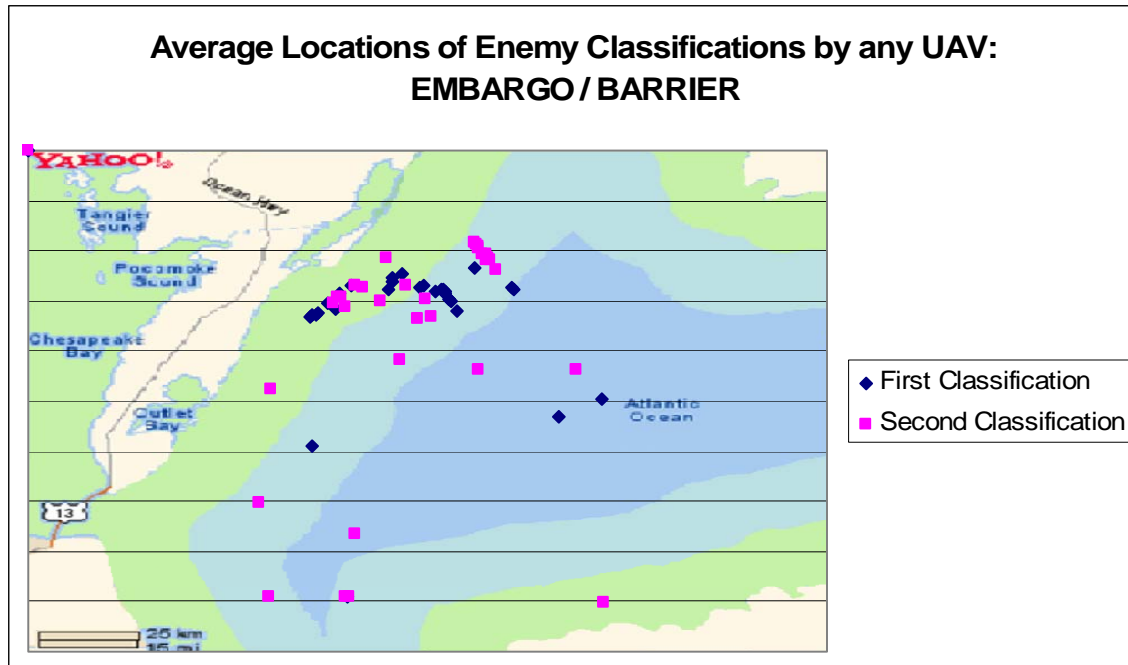 Average Locations of Enemy Classifications by any UAV:
EMBARGO / BARRIER
YAHOO!
Ocean Hwy
Tangier
Sound
Pocomoke
Sound
Chesapeake
Bay
Outlet
Bay
Atlantic
Ocean
13
25 km
15 mi
First Classification
Second Classification